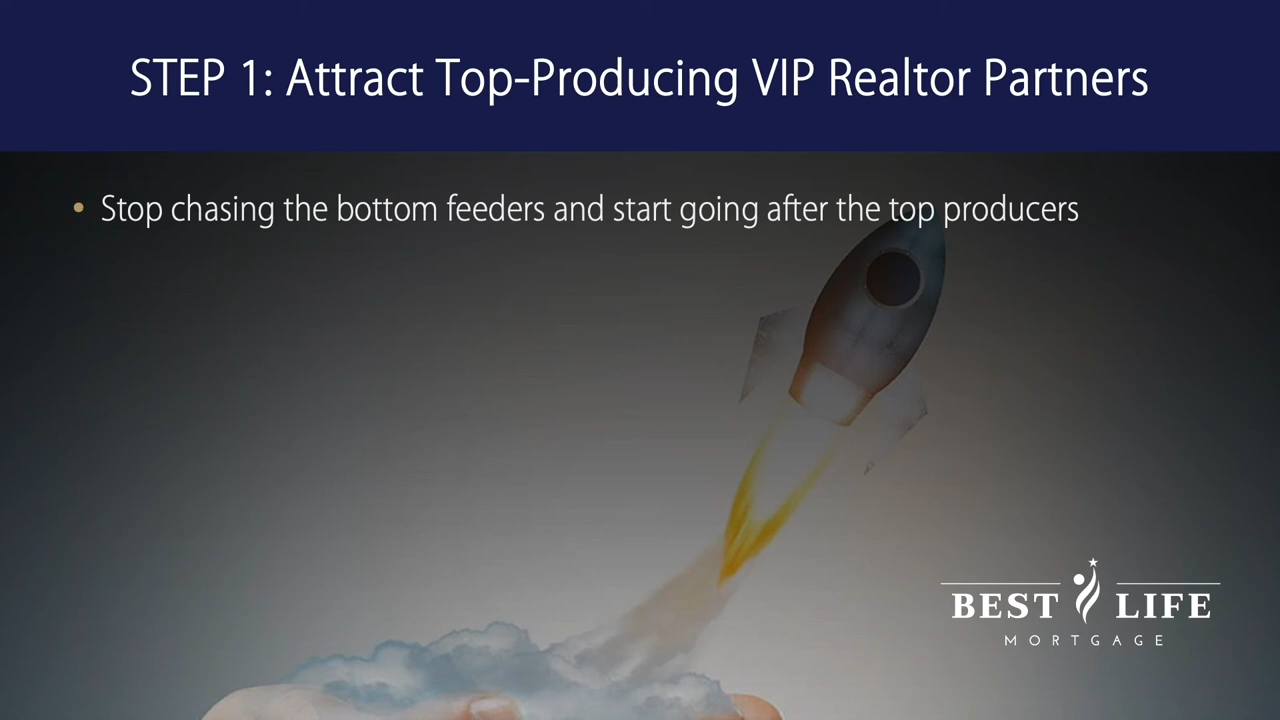 STEP 1: Attract Top-Producing VIP Realtor Partners
• Stop chasing the bottom feeders and start going after the top producers
BEST LIFE
MORTGAGE